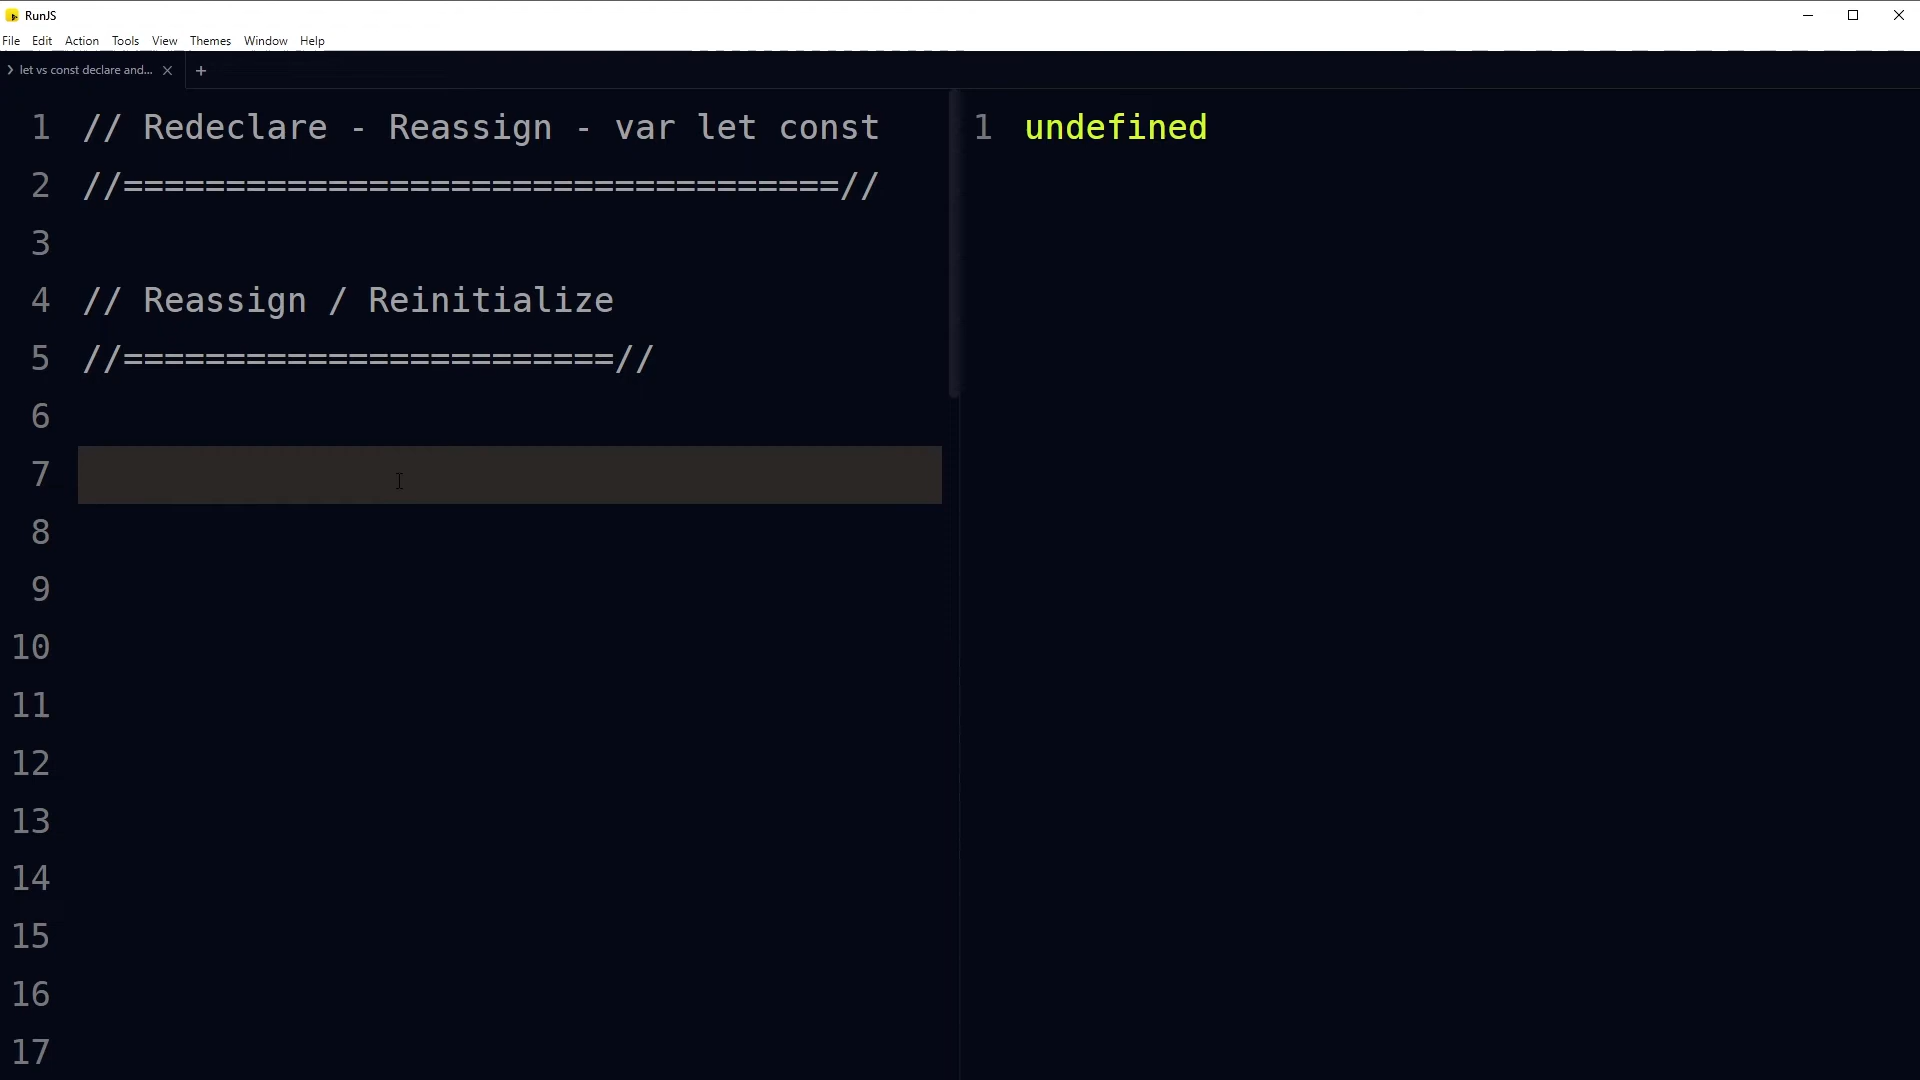 RunJS
File Edit Action Tools View Themes Window Help
let vs const declare and...
1 // Redeclare - Reassign - var let const
2 //===================================//
3
4 // Reassign / Reinitialize
5 //========================//
6
7
8
9
10
11
12
13
14
15
16
17
1 undefined